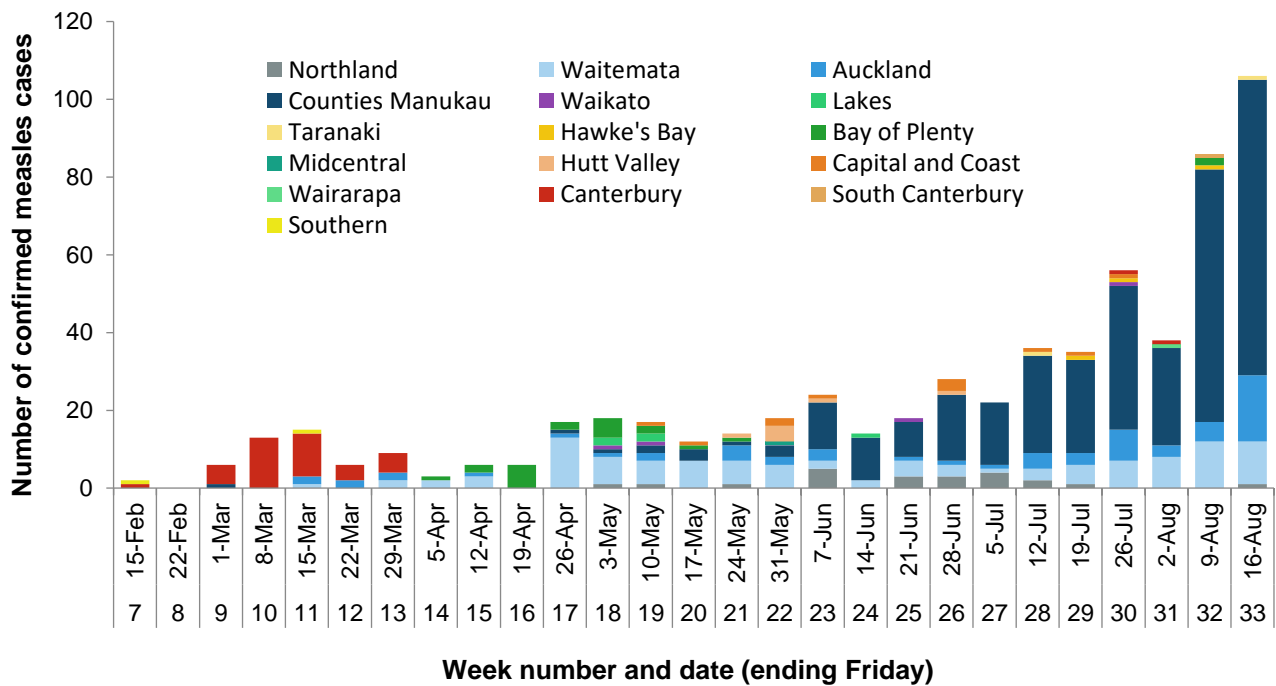 Number of confirmed measles cases
120
100
80
60
40
20
0
Northland Waitemata Auckland
Counties Manukau Waikato Lakes
Taranaki Hawke's Bay Bay of Plenty
Midcentral Hutt Valley Capital and Coast
Wairarapa Canterbury South Canterbury
Southern
15-Feb 22-Feb 1-Mar 8-Mar 15-Mar 22-Mar 29-Mar 5-Apr 12-Apr 19-Apr 26-Apr 3-May 10-May 17-May 24-May 31-May 7-Jun 14-Jun 21-Jun 28-Jun 5-Jul 12-Jul 19-Jul 26-Jul 2-Aug 9-Aug 16-Aug
7 8 9 10 11 12 13 14 15 16 17 18 19 20 21 22 23 24 25 26 27 28 29 30 31 32 33
Week number and date (ending Friday)